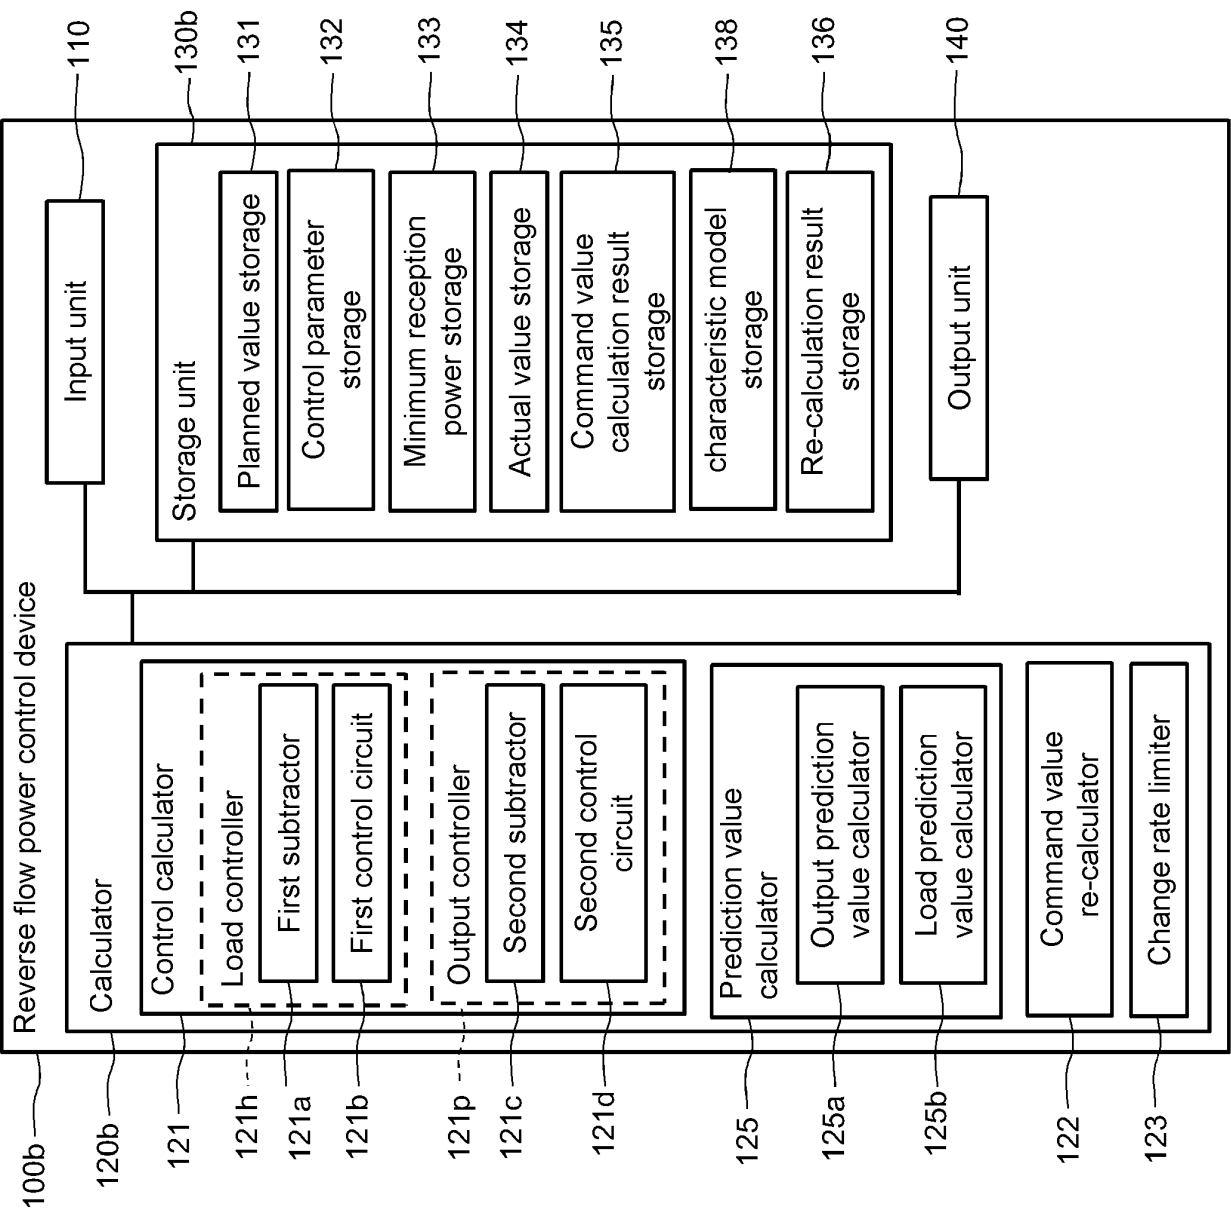 Reverse flow power control device
100b
Calculator
120b
Control calculator
121
Load controller
121h
First subtractor
121a
First control circuit
121b
Output controller
121p
Second subtractor
121c
Second control
circuit
121d
Prediction value
calculator
125
Output prediction
value calculator
125a
Load prediction
value calculator
125b
Command value
re-calculator
122
Change rate limiter
123
Input unit
110
Storage unit
130b
Planned value storage
131
Control parameter
storage
132
Minimum reception
power storage
133
Actual value storage
134
Command value
calculation result
storage
135
characteristic model
storage
138
Re-calculation result
storage
136
Output unit
140